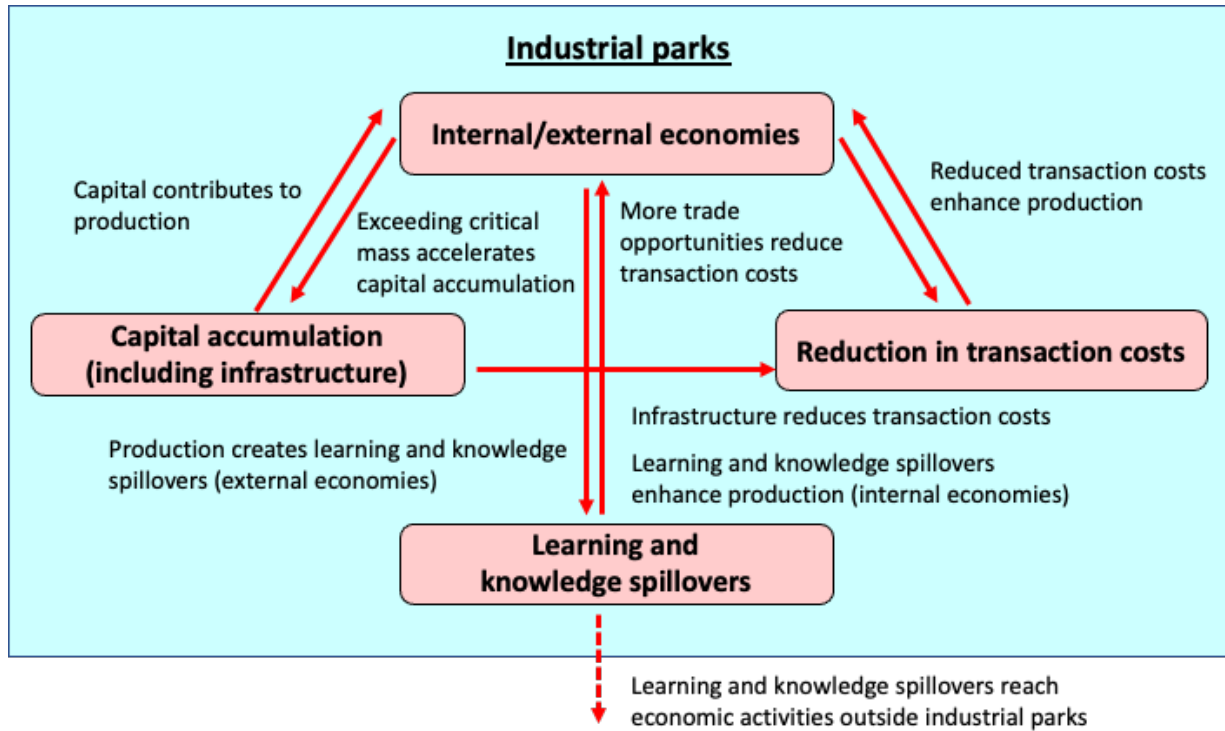 Industrial parks
Internal/external economies
Capital contributes to
production
Exceeding critical
mass accelerates
capital accumulation
More trade
opportunities reduce
transaction costs
Reduced transaction costs
enhance production
Capital accumulation
(including infrastructure)
Reduction in transaction costs
Infrastructure reduces transaction costs
Production creates learning and knowledge
spillovers (external economies)
Learning and knowledge spillovers
enhance production (internal economies)
Learning and
knowledge spillovers
Learning and knowledge spillovers reach
economic activities outside industrial parks